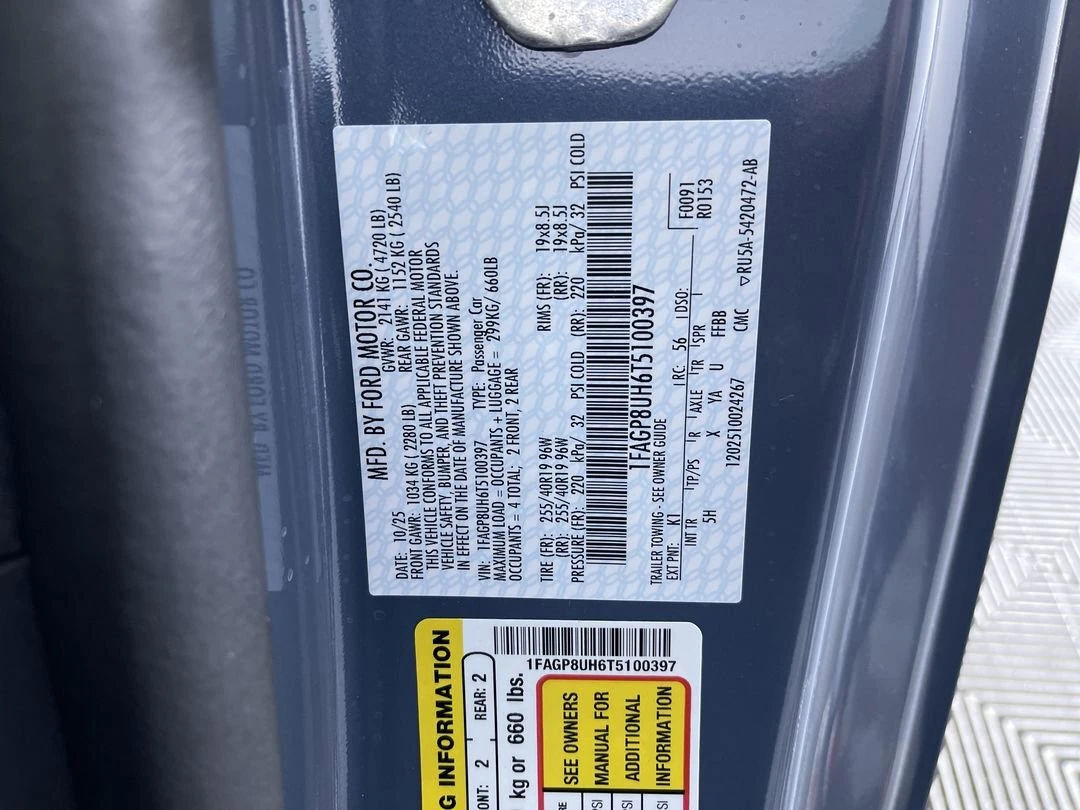 MFD. BY FORD MOTOR CO.
DATE: 10/25 GVWR: 2141 KG ( 4720 LB)
FRONT GAWR: 1034 KG ( 2280 LB) REAR GAWR: 1152 KG ( 2540 LB)
THIS VEHICLE CONFORMS TO ALL APPLICABLE FEDERAL MOTOR
VEHICLE SAFETY, BUMPER, AND THEFT PREVENTION STANDARDS
IN EFFECT ON THE DATE OF MANUFACTURE SHOWN ABOVE.
VIN: 1FAGP8UH6T5100397 TYPE: Passenger Car
MAXIMUM LOAD = OCCUPANTS + LUGGAGE = 299KG/ 660LB
OCCUPANTS = 4 TOTAL; 2 FRONT, 2 REAR
TIRE (FR): 255/40R19 96W RIMS (FR): 19x8.5J
(RR): 255/40R19 96W (RR): 19x8.5J
PRESSURE (FR): 220 kPa/ 32 PSI COLD (RR): 220 kPa/ 32 PSI COLD
1FAGP8UH6T5100397
TRAILER TOWING - SEE OWNER GUIDE F0091
EXT PNT: K1 RC: 56 DSO: R0153
INT TR TP/PS R AXLE TR SPR
5H X YA U FFBB
1202510024267 CMC ▽RU5A-5420472-AB
G INFORMATION
ONT: 2 REAR: 2
kg or 660 lbs.
1FAGP8UH6T5100397
SEE OWNERS
MANUAL FOR
ADDITIONAL
INFORMATION